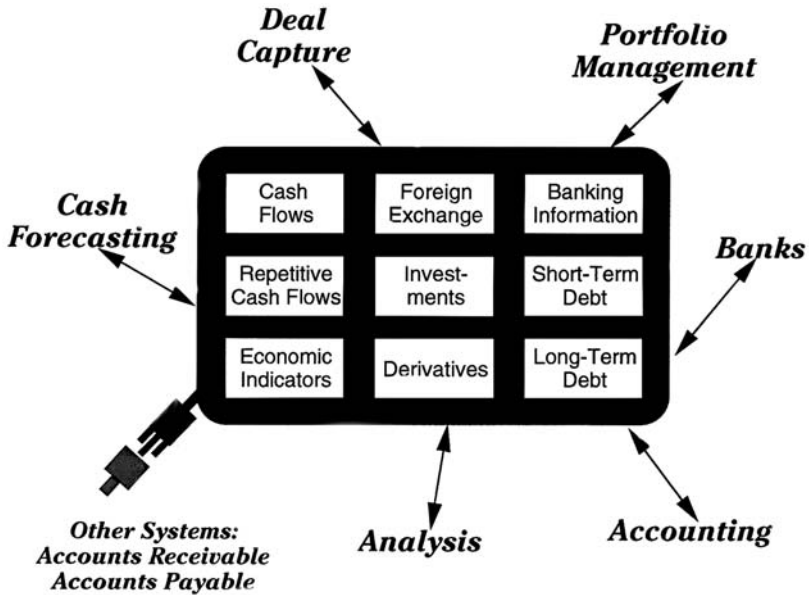 Deal
Capture
Portfolio
Management
Cash
Forecasting
Banks
Cash
Flows
Foreign
Exchange
Banking
Information
Repetitive
Cash Flows
Invest-
ments
Short-Term
Debt
Economic
Indicators
Derivatives
Long-Term
Debt
Other Systems:
Accounts Receivable
Accounts Payable
Analysis
Accounting